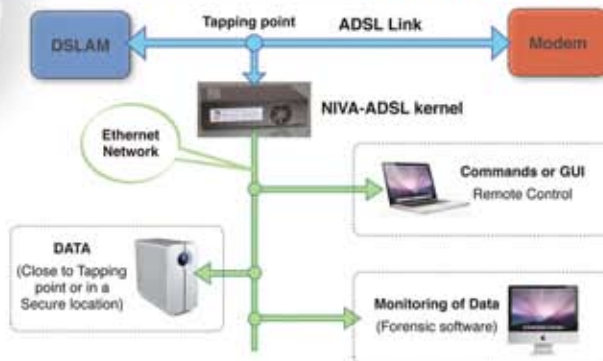 Tapping point
ADSL Link
DSLAM
Modem
NIVA-ADSL kernel
Ethernet
Network
Commands or GUI
Remote Control
DATA
(Close to Tapping
point or in a
Secure location)
Monitoring of Data
(Forensic software)